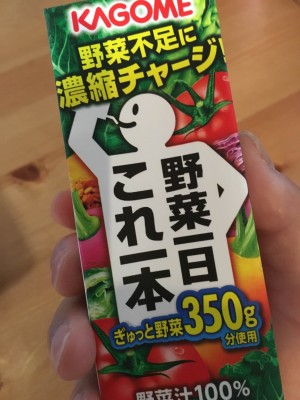 KAGOME
野菜不足に
濃縮チャージ!
野菜一日
これ一本
ぎゅっと野菜350g
分使用
野菜汁100%